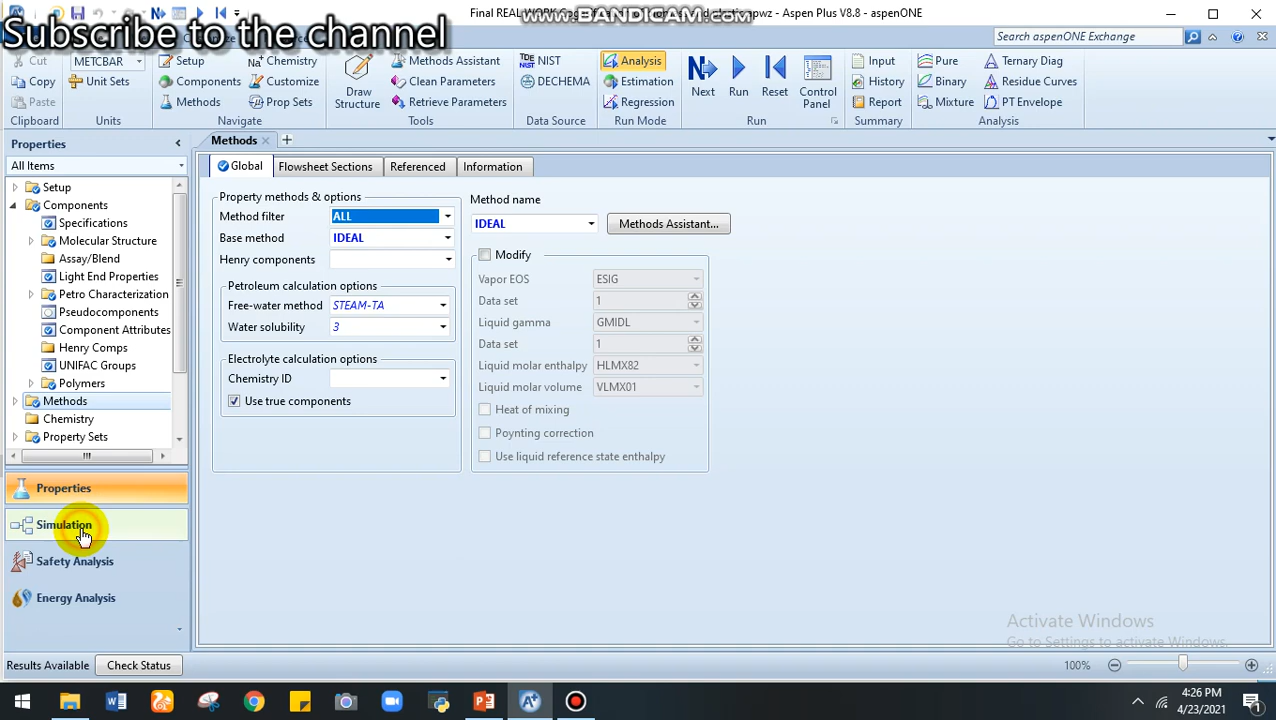 Final REAL WORK
pwz - Aspen Plus V8.8 - aspenONE
www.BANDICAM.com
Subscribe to the channel
Search aspenONE Exchange
Cut
METCBAR
Setup
Chemistry
Methods Assistant
NIST
Analysis
Input
Pure
Ternary Diag
Copy
Unit Sets
Components
Customize
Draw
Structure
Clean Parameters
DECHEMA
Estimation
Next
Run
Reset
Control
Panel
History
Binary
Residue Curves
Paste
Methods
Prop Sets
Retrieve Parameters
Regression
Report
Mixture
PT Envelope
Clipboard
Units
Navigate
Tools
Data Source
Run Mode
Run
Summary
Analysis
Properties
All Items
Setup
Components
Specifications
Molecular Structure
Assay/Blend
Light End Properties
Petro Characterization
Pseudocomponents
Component Attributes
Henry Comps
UNIFAC Groups
Polymers
Methods
Chemistry
Property Sets
Properties
Simulation
Safety Analysis
Energy Analysis
Methods
Global
Flowsheet Sections
Referenced
Information
Property methods & options
Method filter
ALL
Base method
IDEAL
Henry components
Petroleum calculation options
Free-water method
STEAM-TA
Water solubility
3
Electrolyte calculation options
Chemistry ID
Use true components
Method name
IDEAL
Methods Assistant...
Modify
Vapor EOS
ESIG
Data set
1
Liquid gamma
GMIDL
Data set
1
Liquid molar enthalpy
HLMX82
Liquid molar volume
VLMX01
Heat of mixing
Poynting correction
Use liquid reference state enthalpy
Activate Windows
Go to Settings to activate Windows.
Results Available
Check Status
100%
4:26 PM
4/23/2021